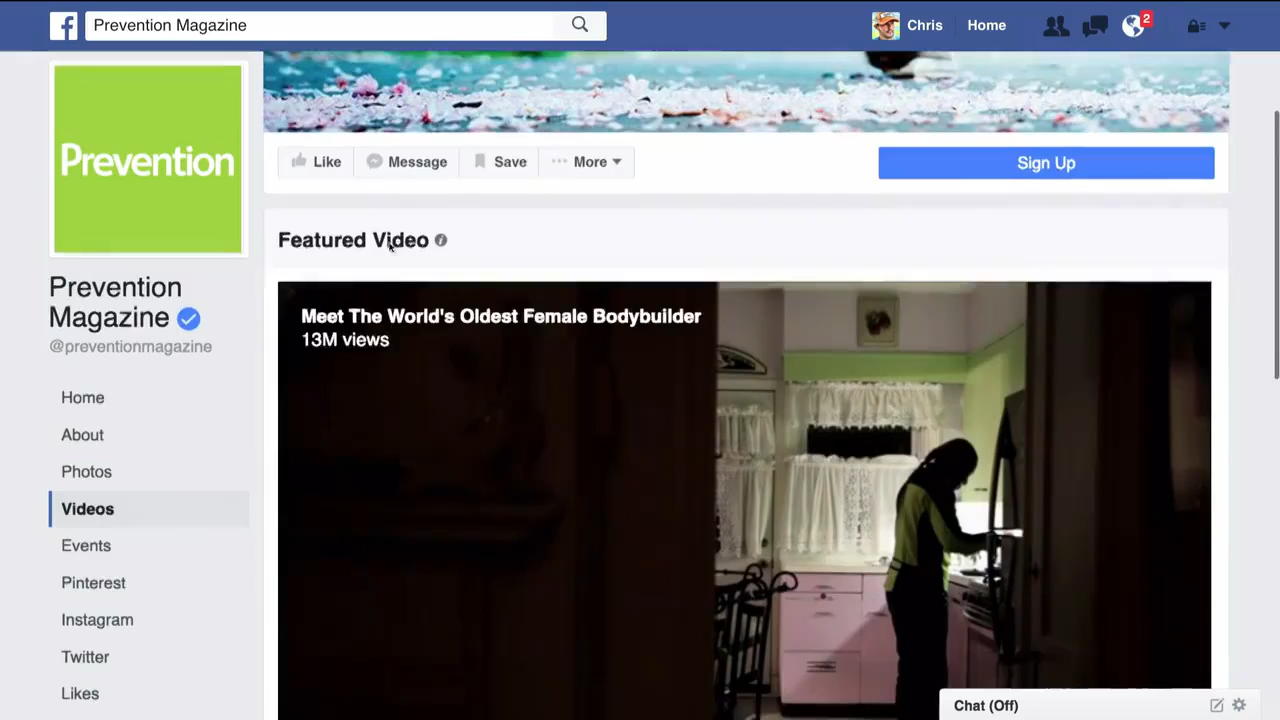 Prevention Magazine
Chris
Home
2
Prevention
Like
Message
Save
More
Sign Up
Featured Video
Prevention
Magazine
@preventionmagazine
Meet The World's Oldest Female Bodybuilder
13M views
Home
About
Photos
Videos
Events
Pinterest
Instagram
Twitter
Likes
Chat (Off)